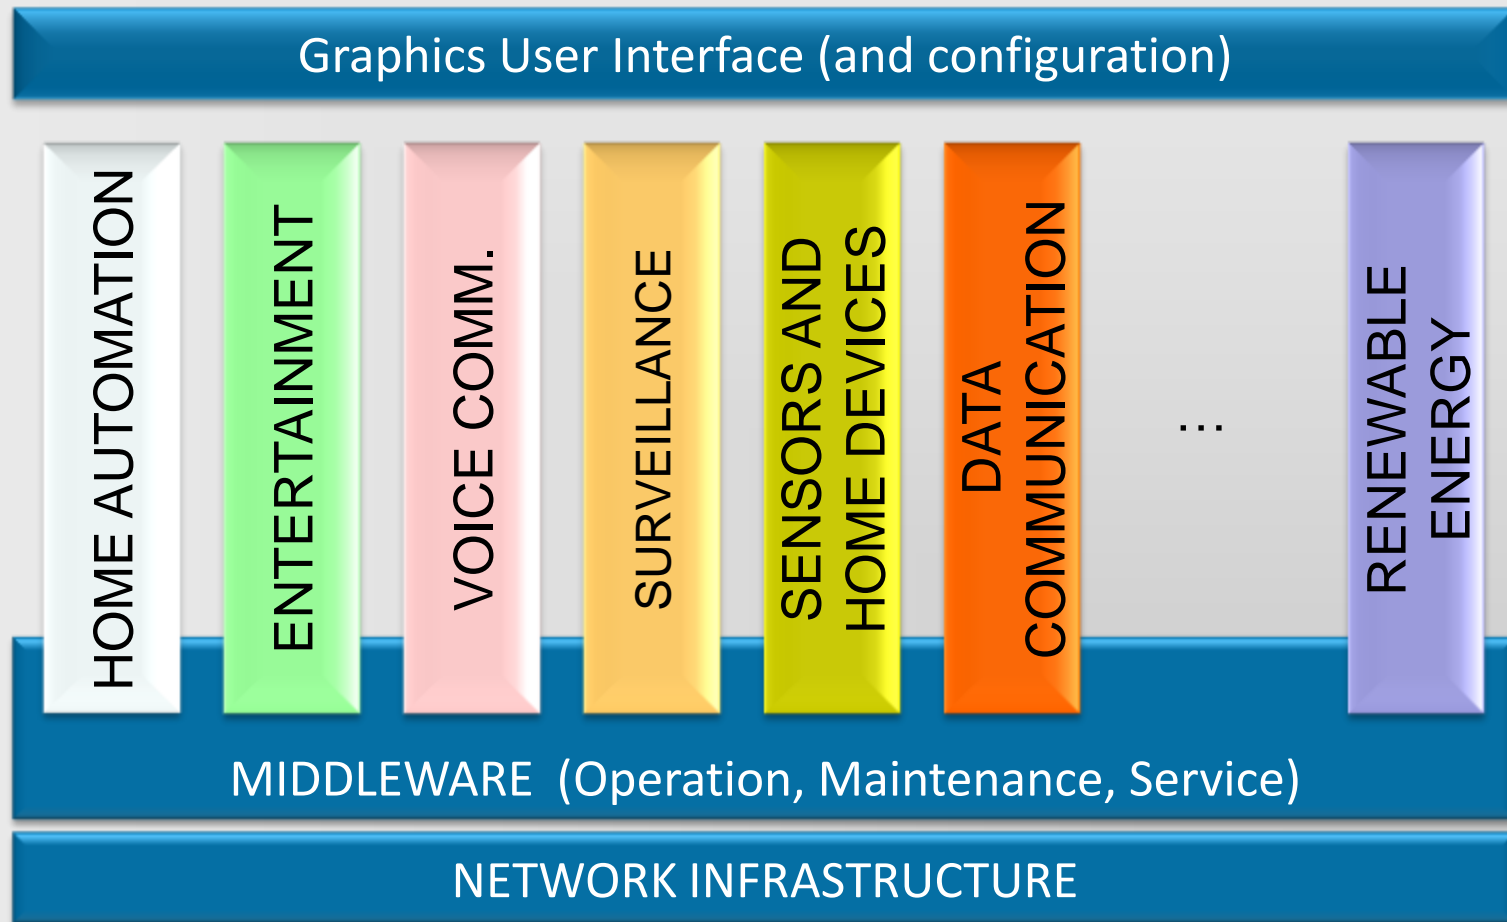 Graphics User Interface (and configuration)
HOME AUTOMATION
ENTERTAINMENT
VOICE COMM.
SURVEILLANCE
SENSORS AND
HOME DEVICES
DATA
COMMUNICATION
...
RENEWABLE
ENERGY
MIDDLEWARE  (Operation, Maintenance, Service)
NETWORK INFRASTRUCTURE